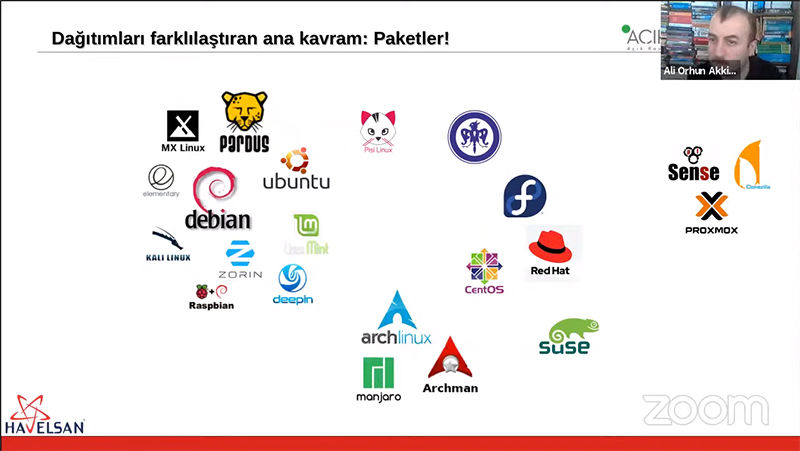 Dağıtımları farklılaştıran ana kavram: Paketler!
Ali Orhun Akki...
MX Linux
PARDUS
Pisi Linux
elementary
ubuntu
debian
Sense
Clonezilla
PROXMOX
KALI LINUX
ZORIN
Linux Mint
deepin
Raspbian
Red Hat
CentOS
archlinux
suse
manjaro
Archman
HAVELSAN
zoom